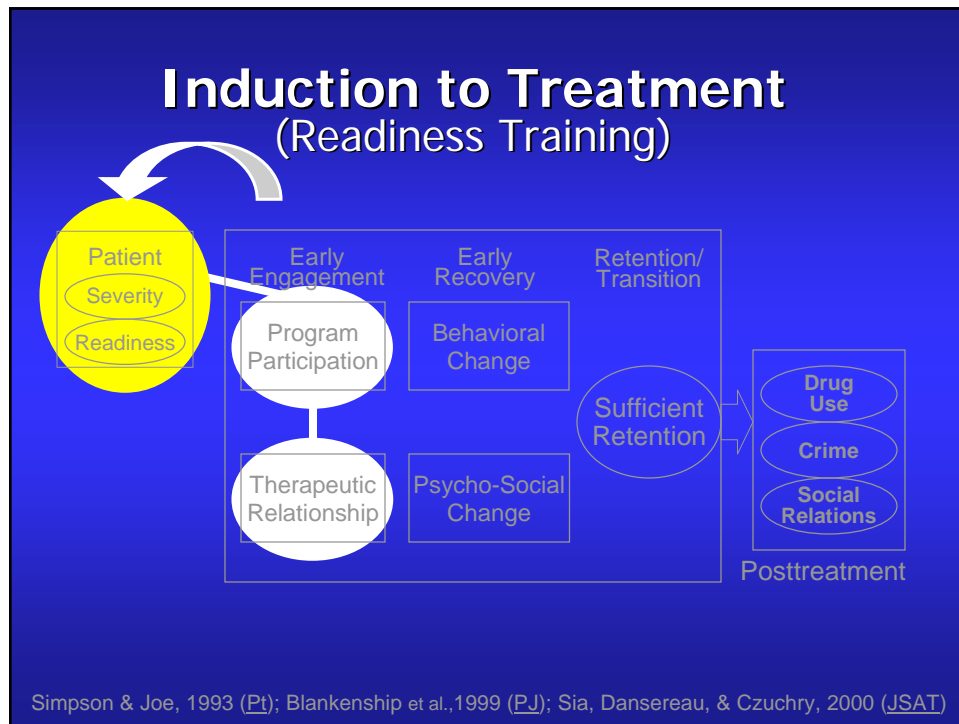 Induction to Treatment
(Readiness Training)
Patient
Severity
Readiness
Early
Engagement
Program
Participation
Therapeutic
Relationship
Early
Recovery
Behavioral
Change
Psycho-Social
Change
Retention/
Transition
Sufficient
Retention
Drug
Use
Crime
Social
Relations
Posttreatment
Simpson & Joe, 1993 (Pt); Blankenship et al.,1999 (PJ); Sia, Dansereau, & Czuchry, 2000 (JSAT)